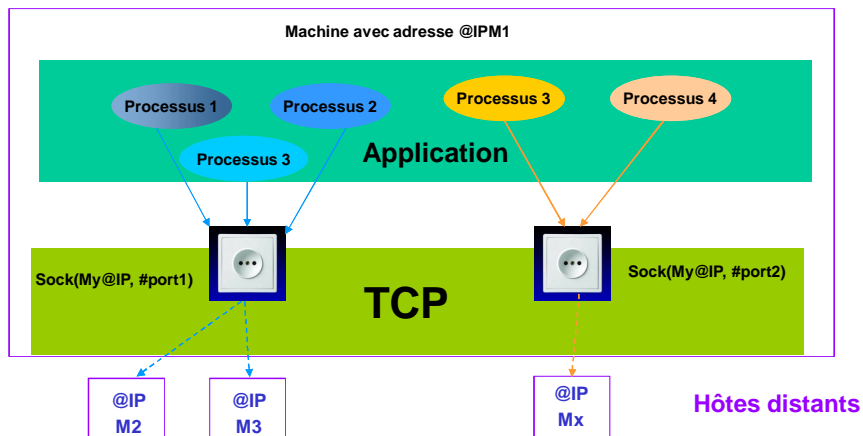 Machine avec adresse @IPM1
Processus 1
Processus 2
Processus 3
Processus 4
Processus 3
Application
Sock(My@IP, #port1)
TCP
Sock(My@IP, #port2)
@IP
M2
@IP
M3
@IP
Mx
Hôtes distants